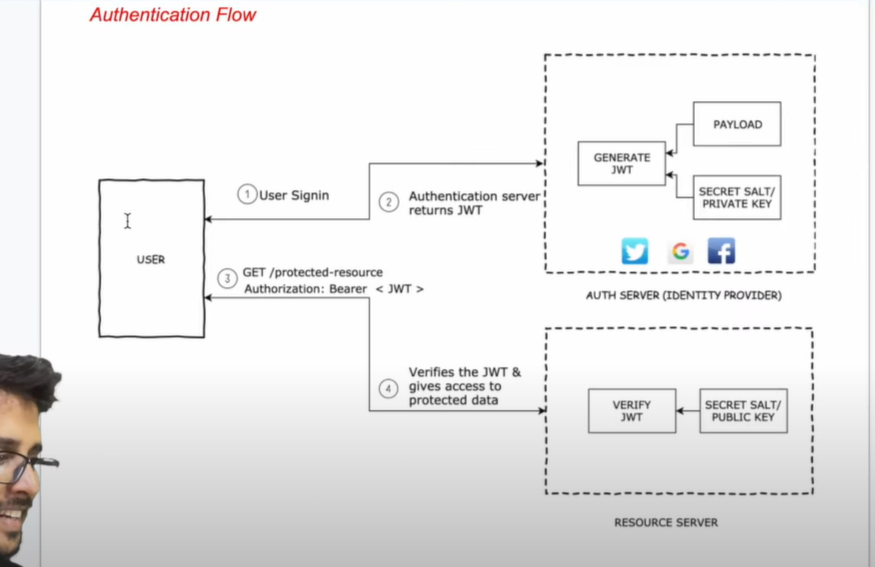 Authentication Flow
PAYLOAD
GENERATE
JWT
SECRET SALT/
PRIVATE KEY
1 User Signin
2 Authentication server
returns JWT
USER
3 GET /protected-resource
Authorization: Bearer < JWT >
AUTH SERVER (IDENTITY PROVIDER)
4 Verifies the JWT &
gives access to
protected data
VERIFY
JWT
SECRET SALT/
PUBLIC KEY
RESOURCE SERVER